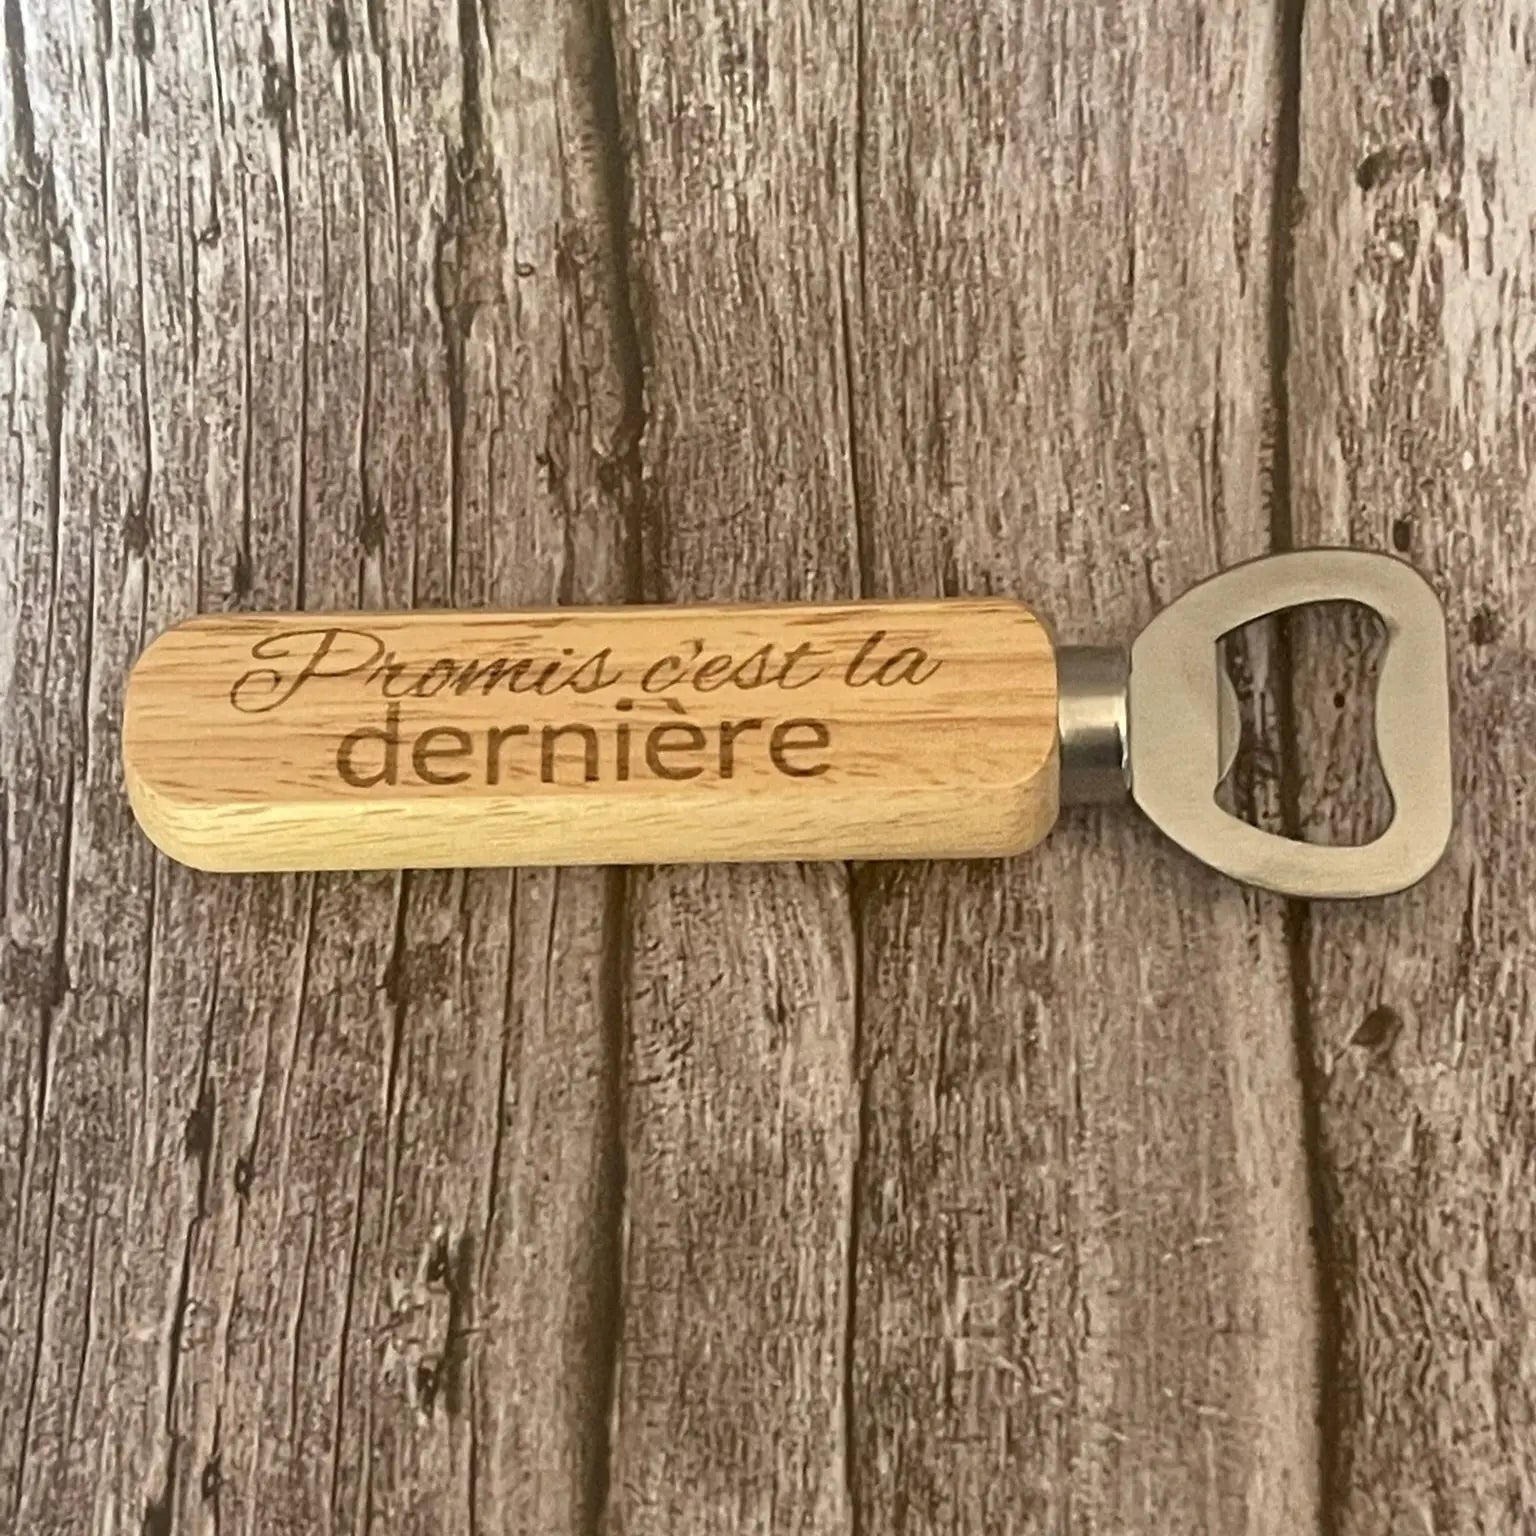 Promis c'est la
dernière